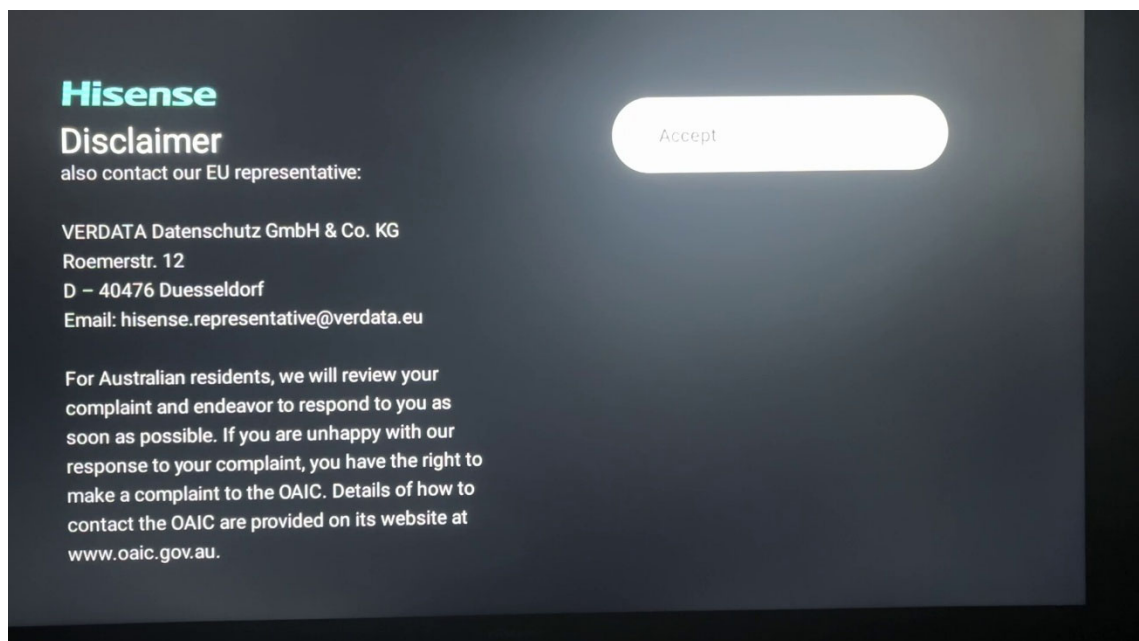 Hisense
Disclaimer
also contact our EU representative:
VERDATA Datenschutz GmbH & Co. KG
Roemerstr. 12
D – 40476 Duesseldorf
Email: hisense.representative@verdata.eu
For Australian residents, we will review your
complaint and endeavor to respond to you as
soon as possible. If you are unhappy with our
response to your complaint, you have the right to
make a complaint to the OAIC. Details of how to
contact the OAIC are provided on its website at
www.oaic.gov.au.
Accept